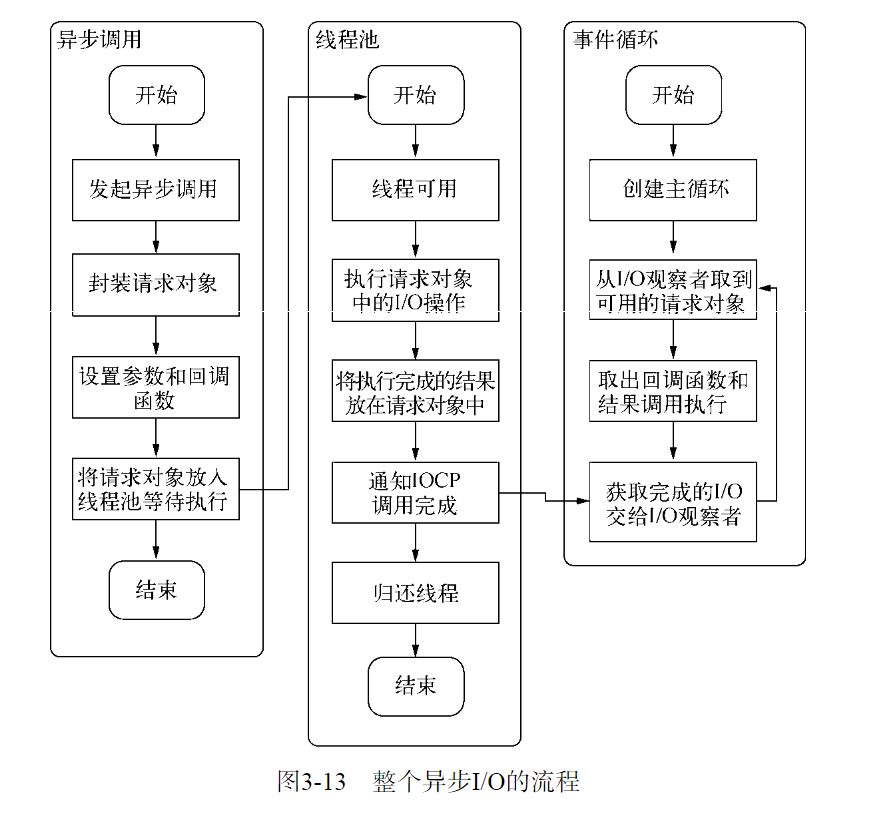 异步调用
开始
发起异步调用
封装请求对象
设置参数和回调
函数
将请求对象放入
线程池等待执行
结束
线程池
开始
线程可用
执行请求对象
中的I/O操作
将执行完成的结果
放在请求对象中
通知IOCP
调用完成
归还线程
结束
事件循环
开始
创建主循环
从I/O观察者取到
可用的请求对象
取出回调函数和
结果调用执行
获取完成的I/O
交给I/O观察者
图3-13 整个异步I/O的流程